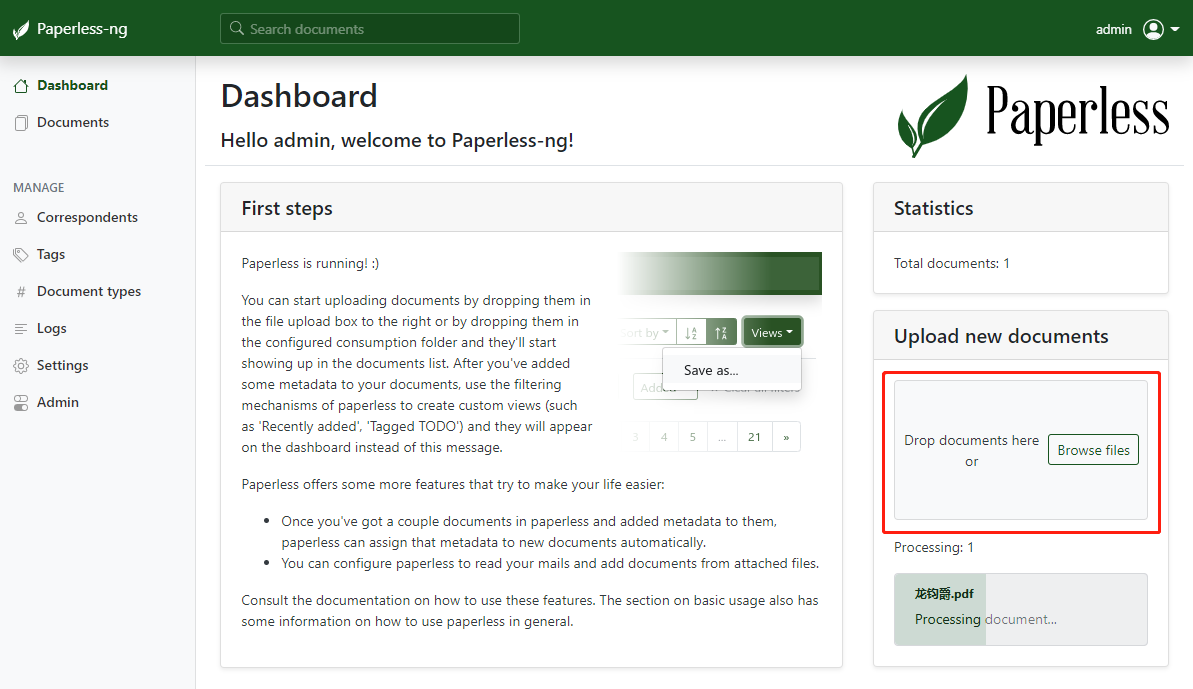 Paperless-ng
Search documents
admin
Dashboard
Documents
MANAGE
Correspondents
Tags
# Document types
Logs
Settings
Admin
Dashboard
Hello admin, welcome to Paperless-ng!
Paperless
First steps
Paperless is running! :)
You can start uploading documents by dropping them in
the file upload box to the right or by dropping them in
the configured consumption folder and they'll start
showing up in the documents list. After you've added
some metadata to your documents, use the filtering
mechanisms of paperless to create custom views (such
as 'Recently added', 'Tagged TODO') and they will appear
on the dashboard instead of this message.
ort by
Views
Save as...
Added
Clear all filters
3 4 5 ... 21 »
Paperless offers some more features that try to make your life easier:
• Once you've got a couple documents in paperless and added metadata to them,
paperless can assign that metadata to new documents automatically.
• You can configure paperless to read your mails and add documents from attached files.
Consult the documentation on how to use these features. The section on basic usage also has
some information on how to use paperless in general.
Statistics
Total documents: 1
Upload new documents
Drop documents here
or
Browse files
Processing: 1
龙钧爵.pdf
Processing document...